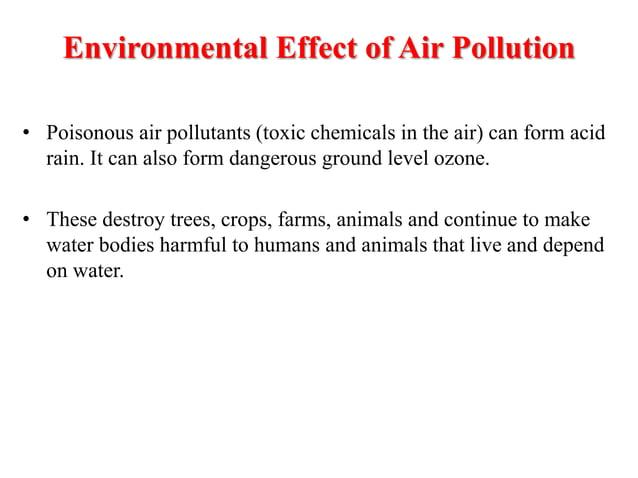 Environmental Effect of Air Pollution
• Poisonous air pollutants (toxic chemicals in the air) can form acid
rain. It can also form dangerous ground level ozone.
• These destroy trees, crops, farms, animals and continue to make
water bodies harmful to humans and animals that live and depend
on water.